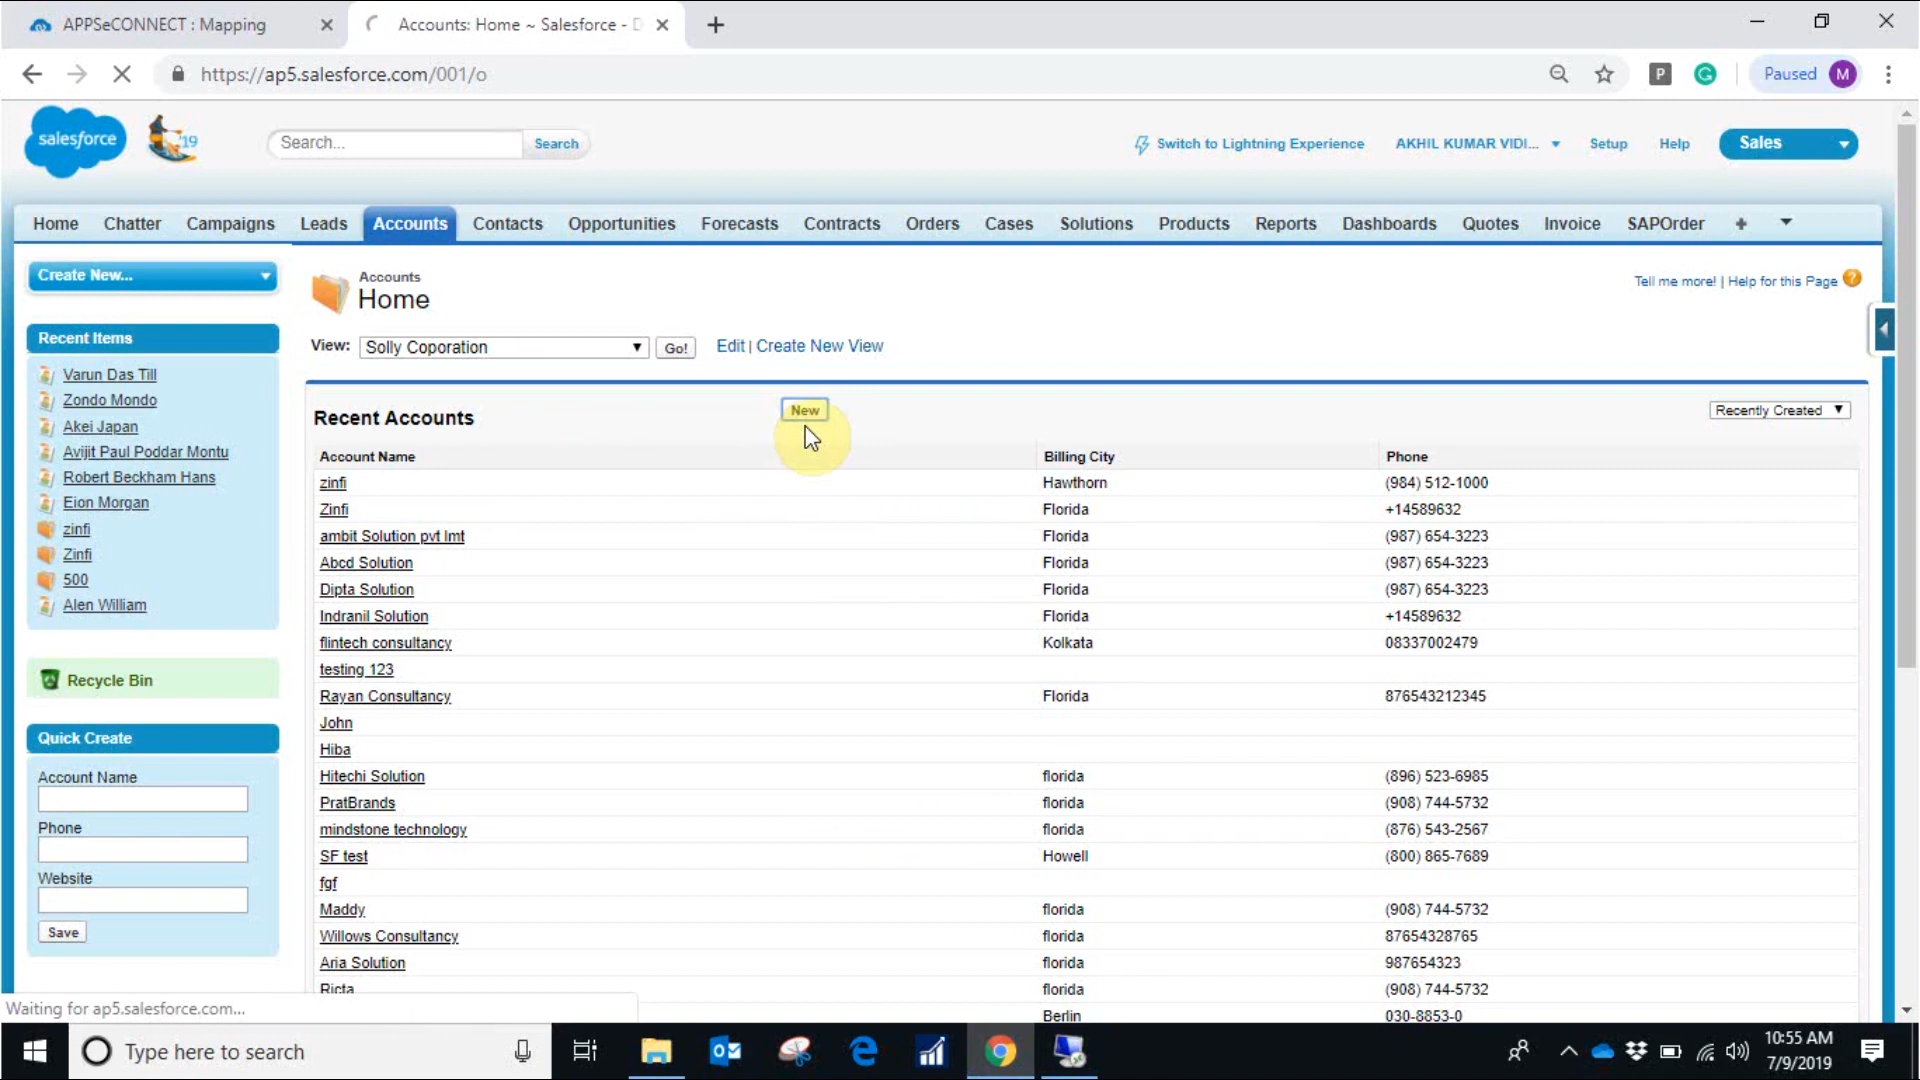 APPSeCONNECT : Mapping
Accounts: Home ~ Salesforce - D
https://ap5.salesforce.com/001/o
P
G
Paused M
salesforce
'19
Search...
Search
Switch to Lightning Experience
AKHIL KUMAR VIDI...
Setup
Help
Sales
Home Chatter Campaigns Leads Accounts Contacts Opportunities Forecasts Contracts Orders Cases Solutions Products Reports Dashboards Quotes Invoice SAPOrder +
Create New...
Accounts
Home
Tell me more! | Help for this Page ?
View: Solly Coporation Go! Edit | Create New View
Recent Items
Varun Das Till
Zondo Mondo
Akei Japan
Avijit Paul Poddar Montu
Robert Beckham Hans
Eion Morgan
zinfi
Zinfi
500
Alen William
Recycle Bin
Quick Create
Account Name
Phone
Website
Save
Recent Accounts
New
Recently Created
Account Name Billing City Phone
zinfi Hawthorn (984) 512-1000
Zinfi Florida +14589632
ambit Solution pvt lmt Florida (987) 654-3223
Abcd Solution Florida (987) 654-3223
Dipta Solution Florida (987) 654-3223
Indranil Solution Florida +14589632
flintech consultancy Kolkata 08337002479
testing 123
Rayan Consultancy Florida 876543212345
John
Hiba
Hitechi Solution florida (896) 523-6985
PratBrands florida (908) 744-5732
mindstone technology florida (876) 543-2567
SF test Howell (800) 865-7689
fgf
Maddy florida (908) 744-5732
Willows Consultancy florida 87654328765
Aria Solution florida 987654323
Ricta florida (908) 744-5732
Berlin 030-8853-0
Waiting for ap5.salesforce.com...
Type here to search
10:55 AM
7/9/2019